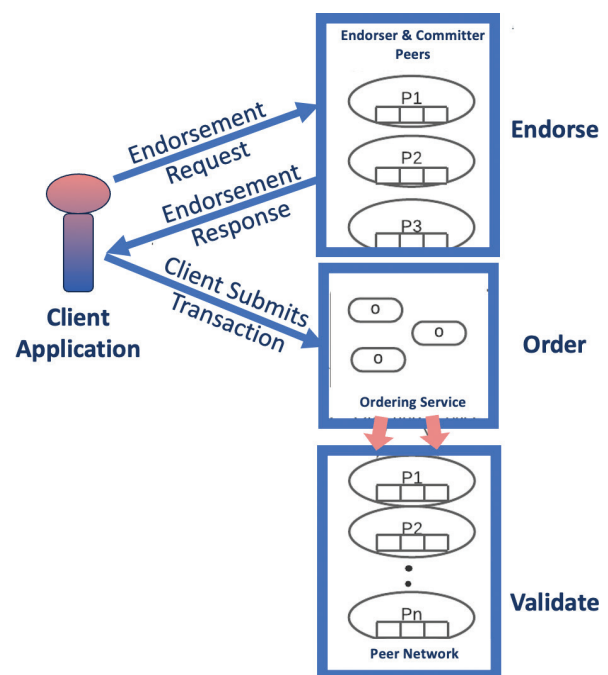 Endorser & Committer
Peers
P1
P2
P3
Endorse
Endorsement
Request
Endorsement
Response
Client Submits
Transaction
Client
Application
O
O
O
Ordering Service
Order
P1
P2
Pn
Peer Network
Validate